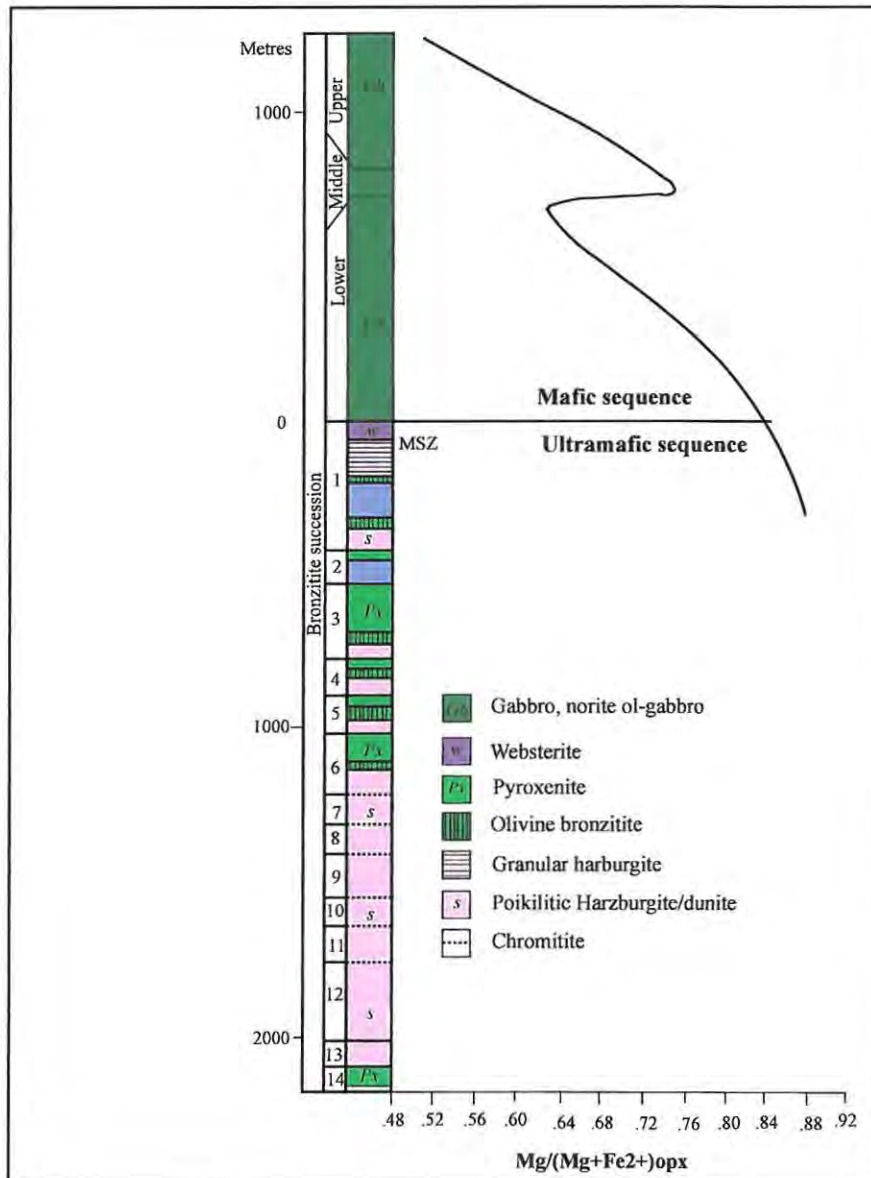 Metres
Upper
1000
Middle
Lower
Mafic sequence
0
Ultramafic sequence
w
MSZ
Bronzitite succession
1
s
2
3
Px
4
5
1000
6
Px
7
s
8
9
10
s
11
12
s
2000
13
14
Px
Gabbro, norite ol-gabbro
w
Websterite
Px
Pyroxenite
Olivine bronzitite
Granular harburgite
s
Poikilitic Harzburgite/dunite
Chromitite
.48 .52 .56 .60 .64 .68 .72 .76 .80 .84 .88 .92
Mg/(Mg+Fe2+)opx